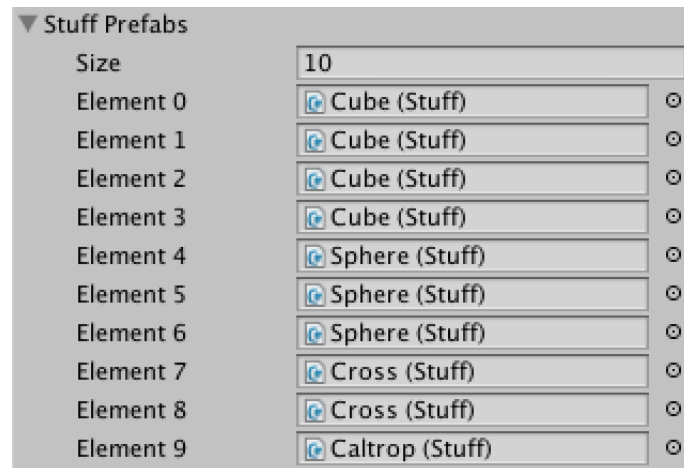 Stuff Prefabs
Size 10
Element 0 Cube (Stuff)
Element 1 Cube (Stuff)
Element 2 Cube (Stuff)
Element 3 Cube (Stuff)
Element 4 Sphere (Stuff)
Element 5 Sphere (Stuff)
Element 6 Sphere (Stuff)
Element 7 Cross (Stuff)
Element 8 Cross (Stuff)
Element 9 Caltrop (Stuff)